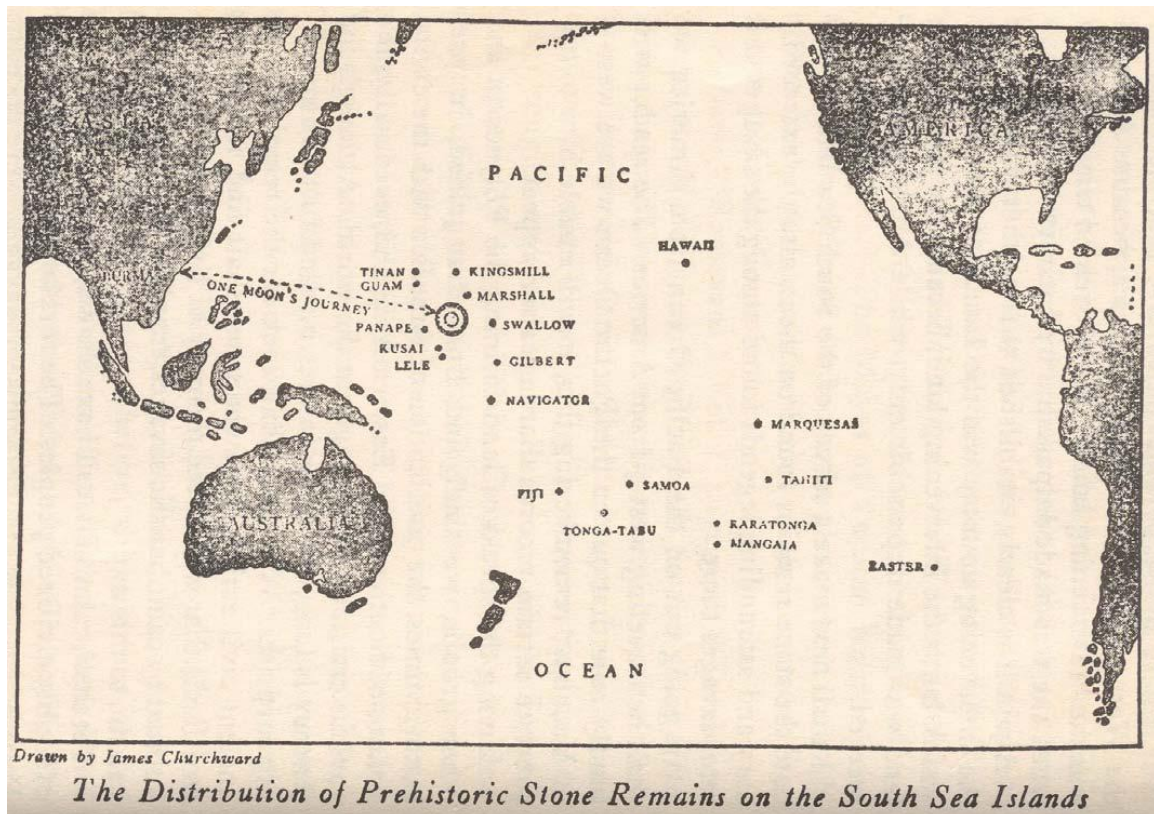 ASIA
AMERICA
PACIFIC
HAWAII
BURMA
ONE MOON'S JOURNEY
TINAN
KINGSMILL
GUAM
MARSHALL
PANAPE
SWALLOW
KUSAI
LELE
GILBERT
NAVIGATOR
MARQUESAS
FIJI
SAMOA
TAHITI
AUSTRALIA
TONGA-TABU
KARATONGA
MANGAIA
EASTER
OCEAN
Drawn by James Churchward
The Distribution of Prehistoric Stone Remains on the South Sea Islands